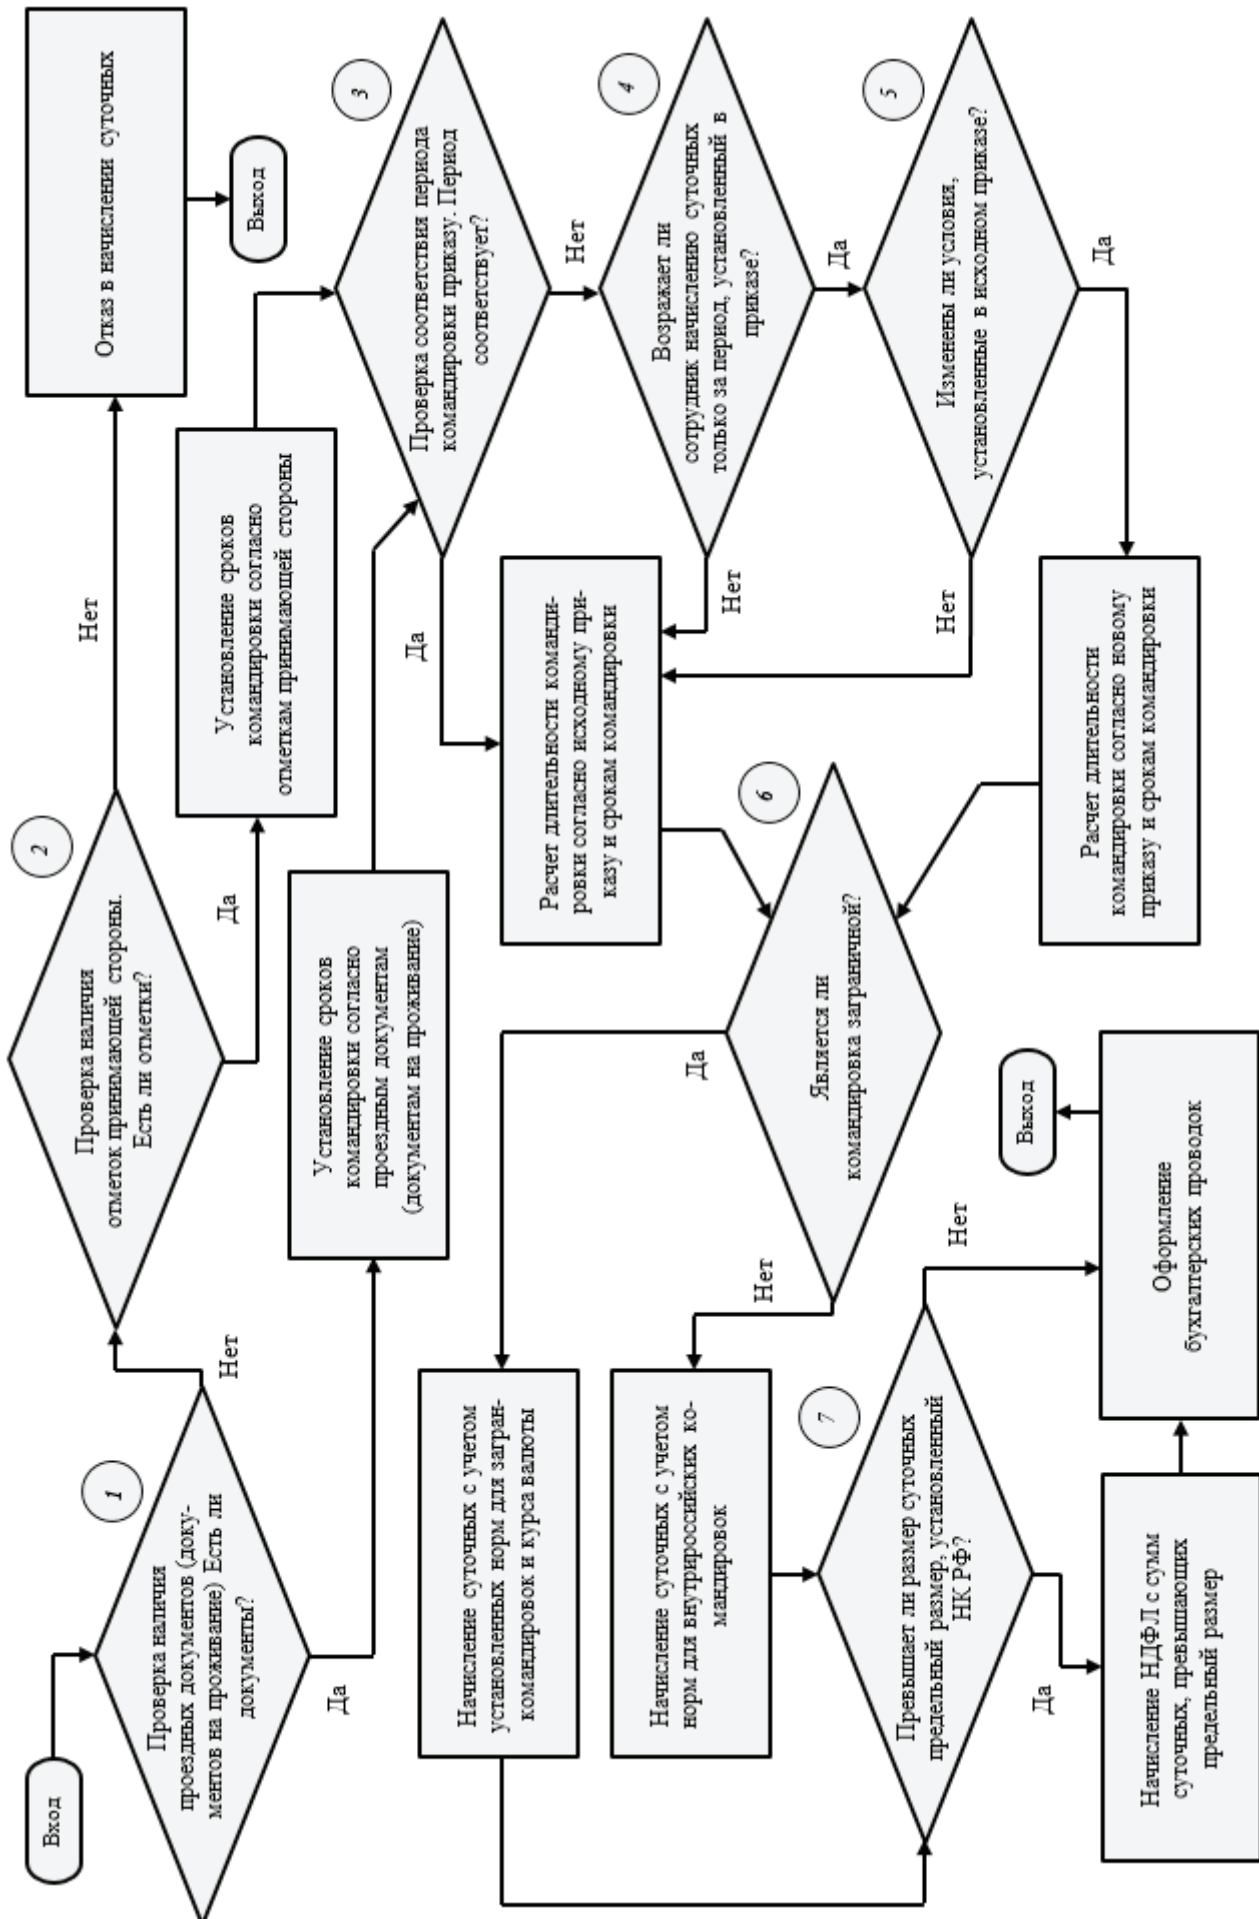 Вход
1
Проверка наличия
проездных документов (доку-
ментов на проживание) Есть ли
документы?
Нет
Да
2
Проверка наличия
отметок принимающей стороны.
Есть ли отметки?
Нет
Да
Отказ в начислении суточных
Выход
Установление сроков
командировки согласно
отметкам принимающей стороны
Установление сроков
командировки согласно
проездным документам
(документам на проживание)
3
Проверка соответствия периода
командировки приказу. Период
соответствует?
Да
Нет
4
Возражает ли
сотрудник начислению суточных
только за период, установленный в
приказе?
Нет
Да
5
Изменены ли условия,
установленные в исходном приказе?
Нет
Да
Расчет длительности команди-
ровки согласно исходному при-
казу и срокам командировки
Расчет длительности
командировки согласно новому
приказу и срокам командировки
6
Является ли
командировка заграничной?
Да
Нет
Начисление суточных с учетом
установленных норм для загран-
командировок и курса валюты
Начисление суточных с учетом
норм для внутрироссийских ко-
мандировок
7
Превышает ли размер суточных
предельный размер, установленный
НК РФ?
Нет
Да
Начисление НДФЛ с сумм
суточных, превышающих
предельный размер
Оформление
бухгалтерских проводок
Выход